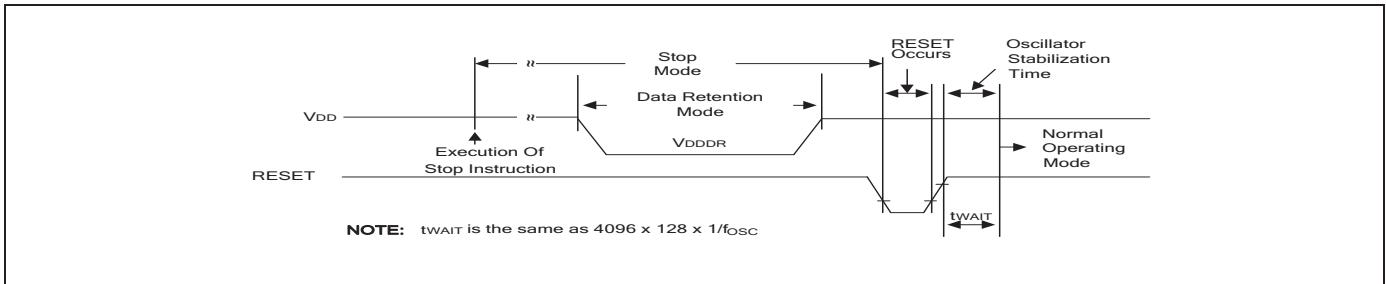 Stop
Mode
RESET
Occurs
Oscillator
Stabilization
Time
Data Retention
Mode
VDD
VDDDR
Execution Of
Stop Instruction
Normal
Operating
Mode
RESET
tWAIT
NOTE: tWAIT is the same as 4096 x 128 x 1/fOSC